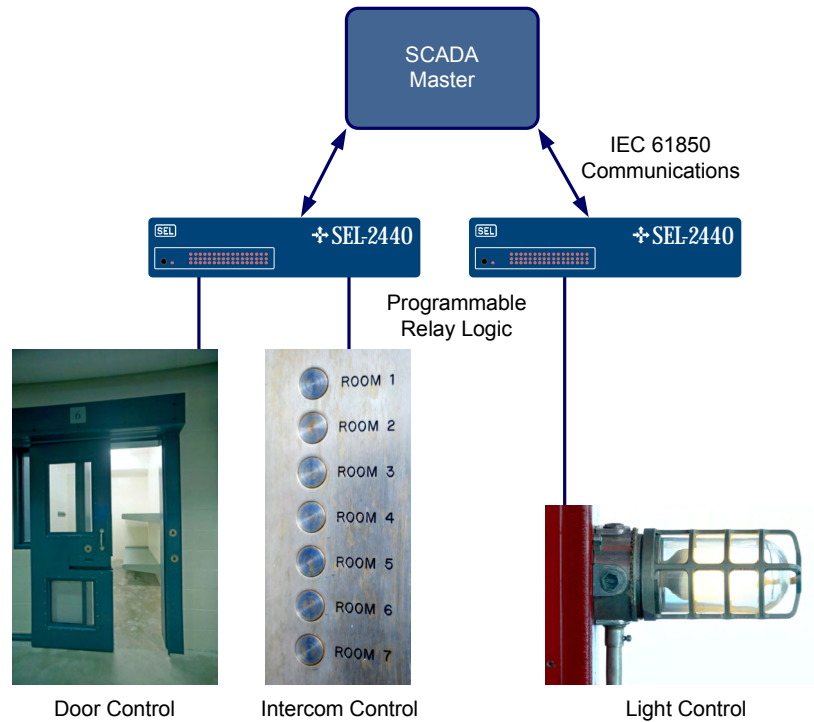 SCADA
Master
IEC 61850
Communications
SEL
SEL-2440
SEL
SEL-2440
Programmable
Relay Logic
6
ROOM 1
ROOM 2
ROOM 3
ROOM 4
ROOM 5
ROOM 6
ROOM 7
Door Control
Intercom Control
Light Control